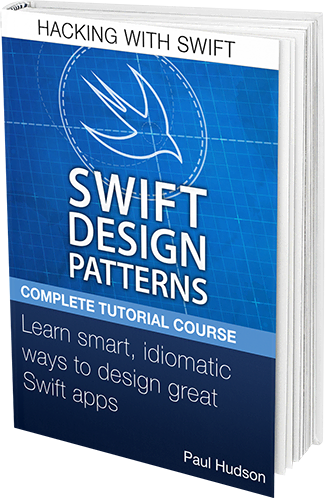 HACKING WITH SWIFT
SWIFT
DESIGN
PATTERNS
COMPLETE TUTORIAL COURSE
Learn smart, idiomatic
ways to design great
Swift apps
Paul Hudson